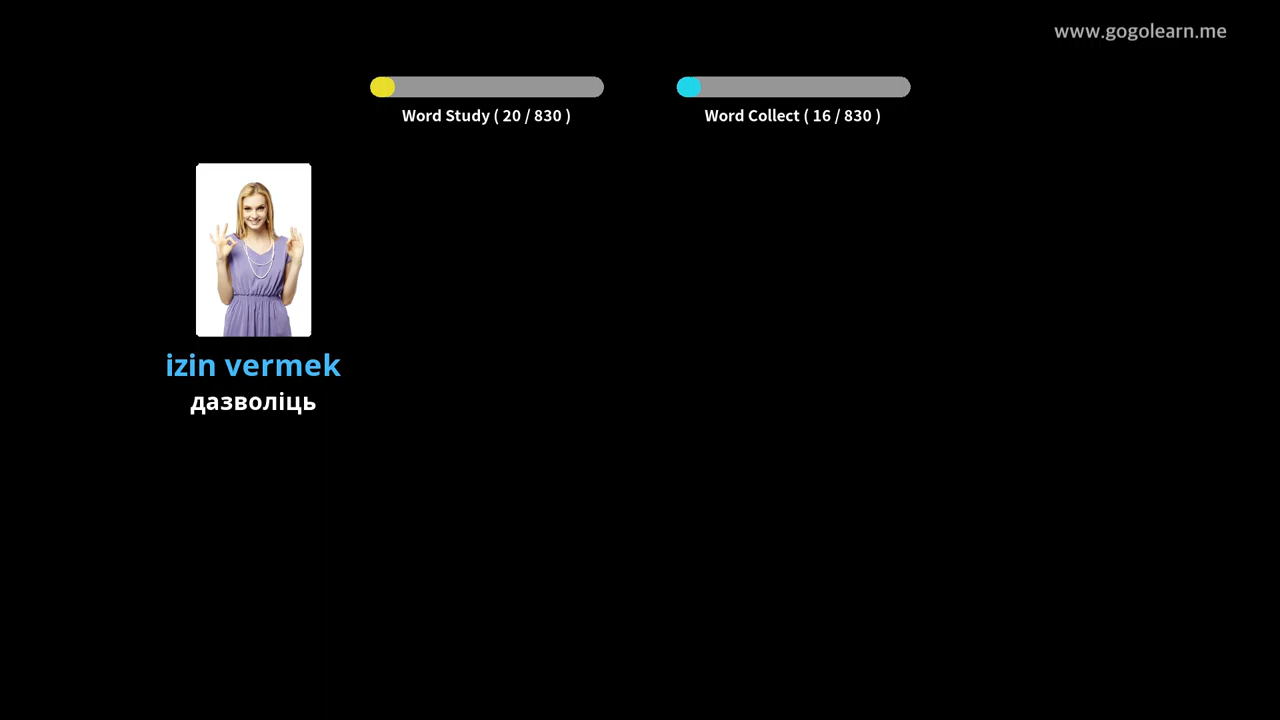 www.gogolearn.me
Word Study ( 20 / 830 )
Word Collect ( 16 / 830 )
izin vermek
дазволіць